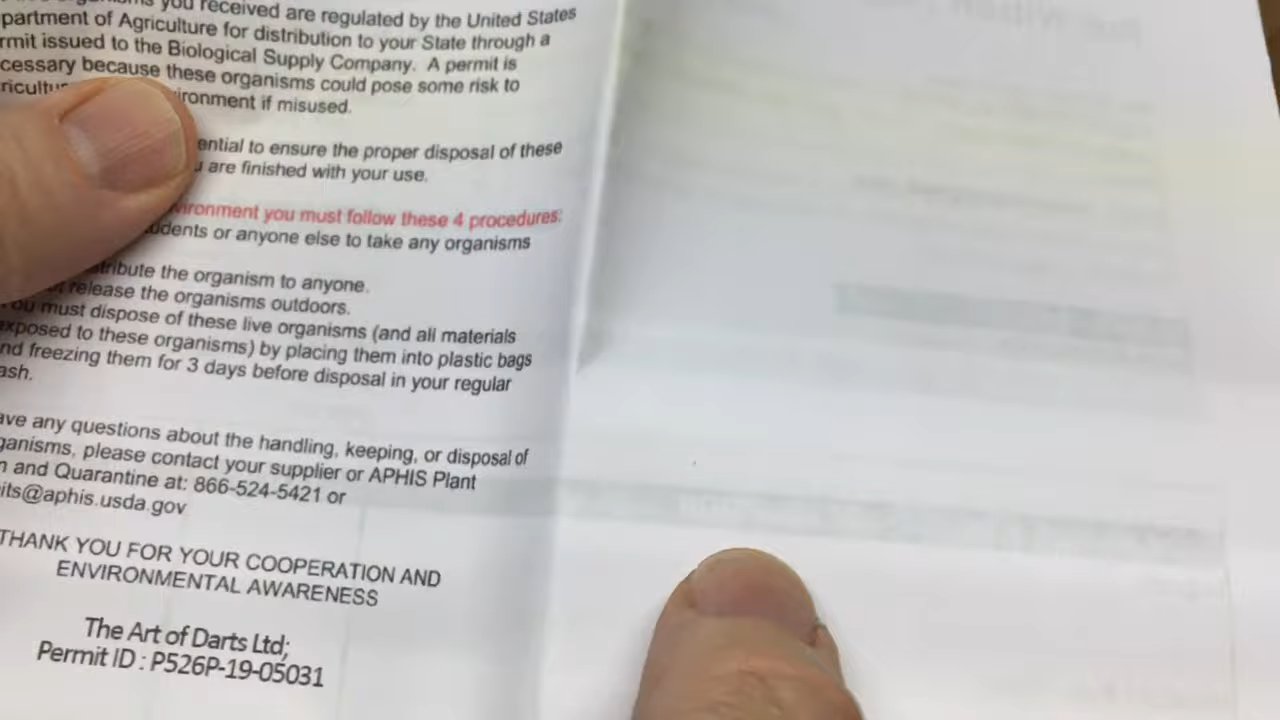 you received are regulated by the United States
partment of Agriculture for distribution to your State through a
rmit issued to the Biological Supply Company. A permit is
cessary because these organisms could pose some risk to
ricultu ironment if misused.
ential to ensure the proper disposal of these
u are finished with your use.
vironment you must follow these 4 procedures:
udents or anyone else to take any organisms
tribute the organism to anyone.
release the organisms outdoors.
You must dispose of these live organisms (and all materials
exposed to these organisms) by placing them into plastic bags
nd freezing them for 3 days before disposal in your regular
ash.
ave any questions about the handling, keeping, or disposal of
ganisms, please contact your supplier or APHIS Plant
n and Quarantine at: 866-524-5421 or
its@aphis.usda.gov
THANK YOU FOR YOUR COOPERATION AND
ENVIRONMENTAL AWARENESS
The Art of Darts Ltd;
Permit ID : P526P-19-05031